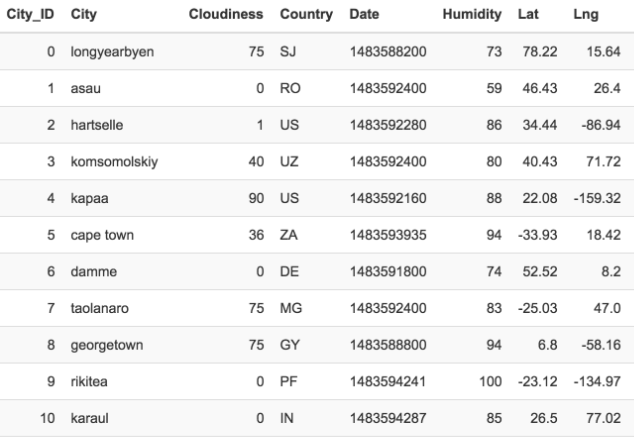 City_ID City Cloudiness Country Date Humidity Lat Lng
0 longyearbyen 75 SJ 1483588200 73 78.22 15.64
1 asau 0 RO 1483592400 59 46.43 26.4
2 hartselle 1 US 1483592280 86 34.44 -86.94
3 komsomolskiy 40 UZ 1483592400 80 40.43 71.72
4 kapaa 90 US 1483592160 88 22.08 -159.32
5 cape town 36 ZA 1483593935 94 -33.93 18.42
6 damme 0 DE 1483591800 74 52.52 8.2
7 taolanaro 75 MG 1483592400 83 -25.03 47.0
8 georgetown 75 GY 1483588800 94 6.8 -58.16
9 rikitea 0 PF 1483594241 100 -23.12 -134.97
10 karaul 0 IN 1483594287 85 26.5 77.02